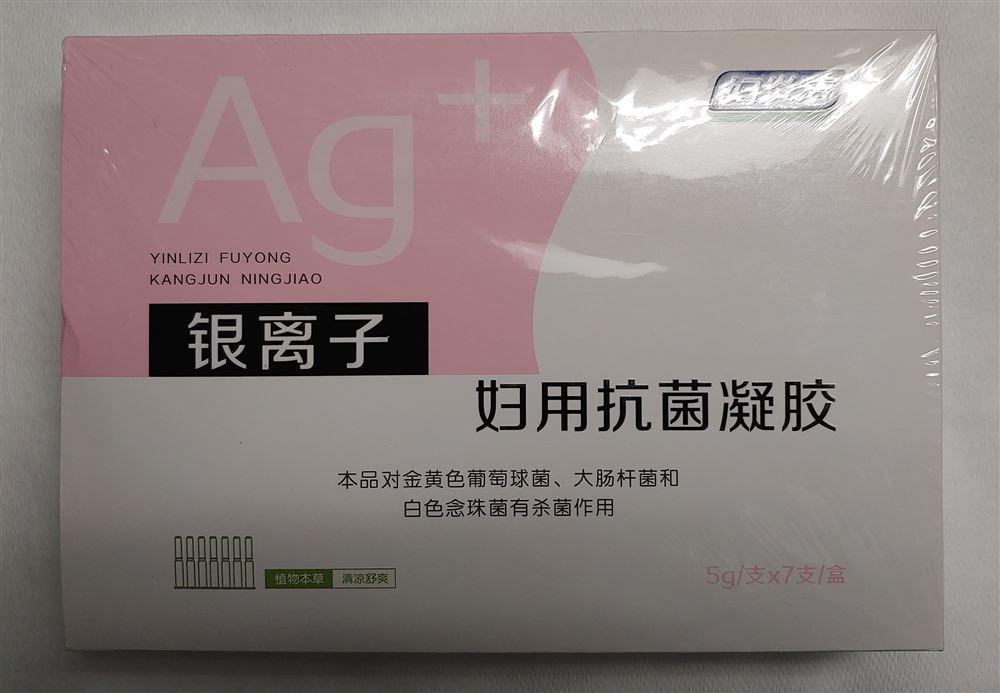 Ag+
YINLIZI FUYONG
KANGJUN NINGJIAO
银离子
妇用抗菌凝胶
本品对金黄色葡萄球菌、大肠杆菌和
白色念珠菌有杀菌作用
植物本草 清凉舒爽
5g/支x7支/盒